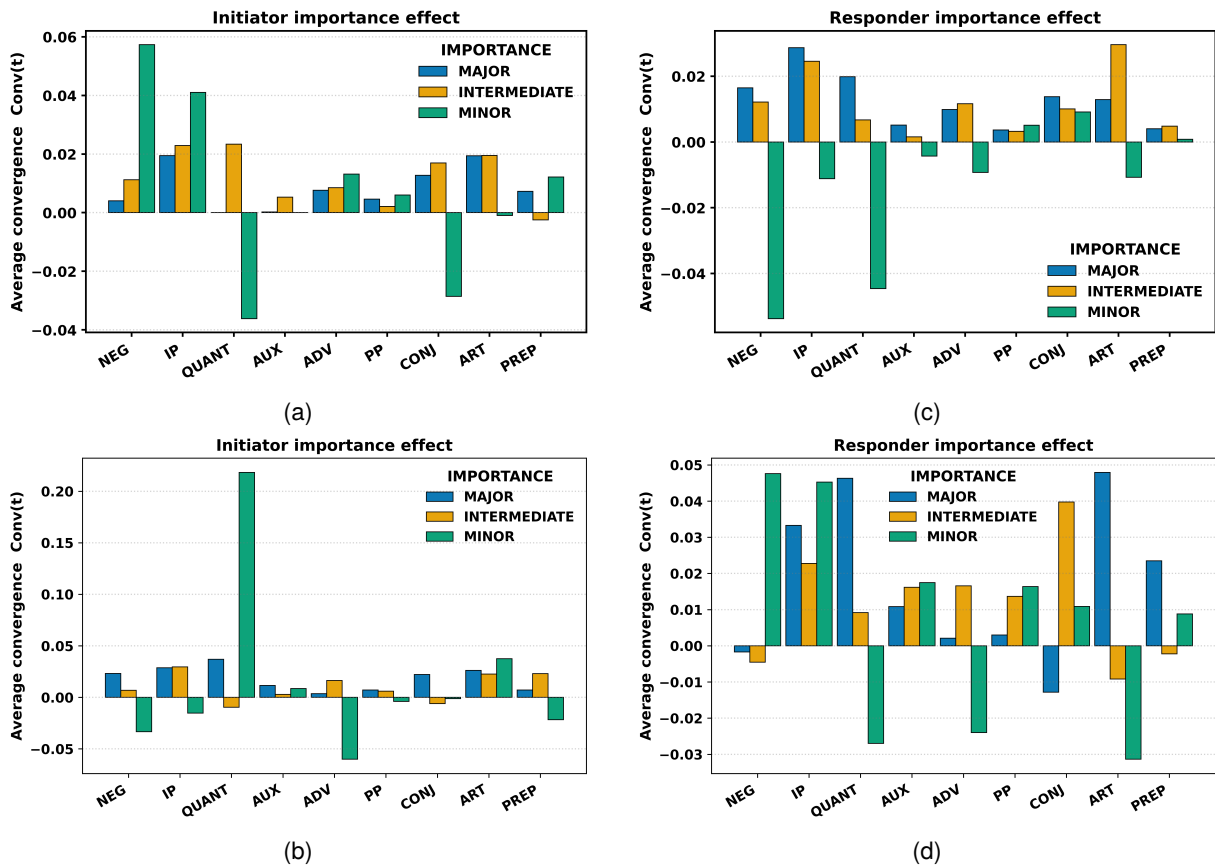 Initiator importance effect
Average convergence Conv(t)
0.06
0.04
0.02
0.00
−0.02
−0.04
IMPORTANCE
MAJOR
INTERMEDIATE
MINOR
NEG IP QUANT AUX ADV PP CONJ ART PREP
(a)
Responder importance effect
Average convergence Conv(t)
0.02
0.00
−0.02
−0.04
IMPORTANCE
MAJOR
INTERMEDIATE
MINOR
NEG IP QUANT AUX ADV PP CONJ ART PREP
(c)
Initiator importance effect
Average convergence Conv(t)
0.20
0.15
0.10
0.05
0.00
−0.05
IMPORTANCE
MAJOR
INTERMEDIATE
MINOR
NEG IP QUANT AUX ADV PP CONJ ART PREP
(b)
Responder importance effect
Average convergence Conv(t)
0.05
0.04
0.03
0.02
0.01
0.00
−0.01
−0.02
−0.03
IMPORTANCE
MAJOR
INTERMEDIATE
MINOR
NEG IP QUANT AUX ADV PP CONJ ART PREP
(d)